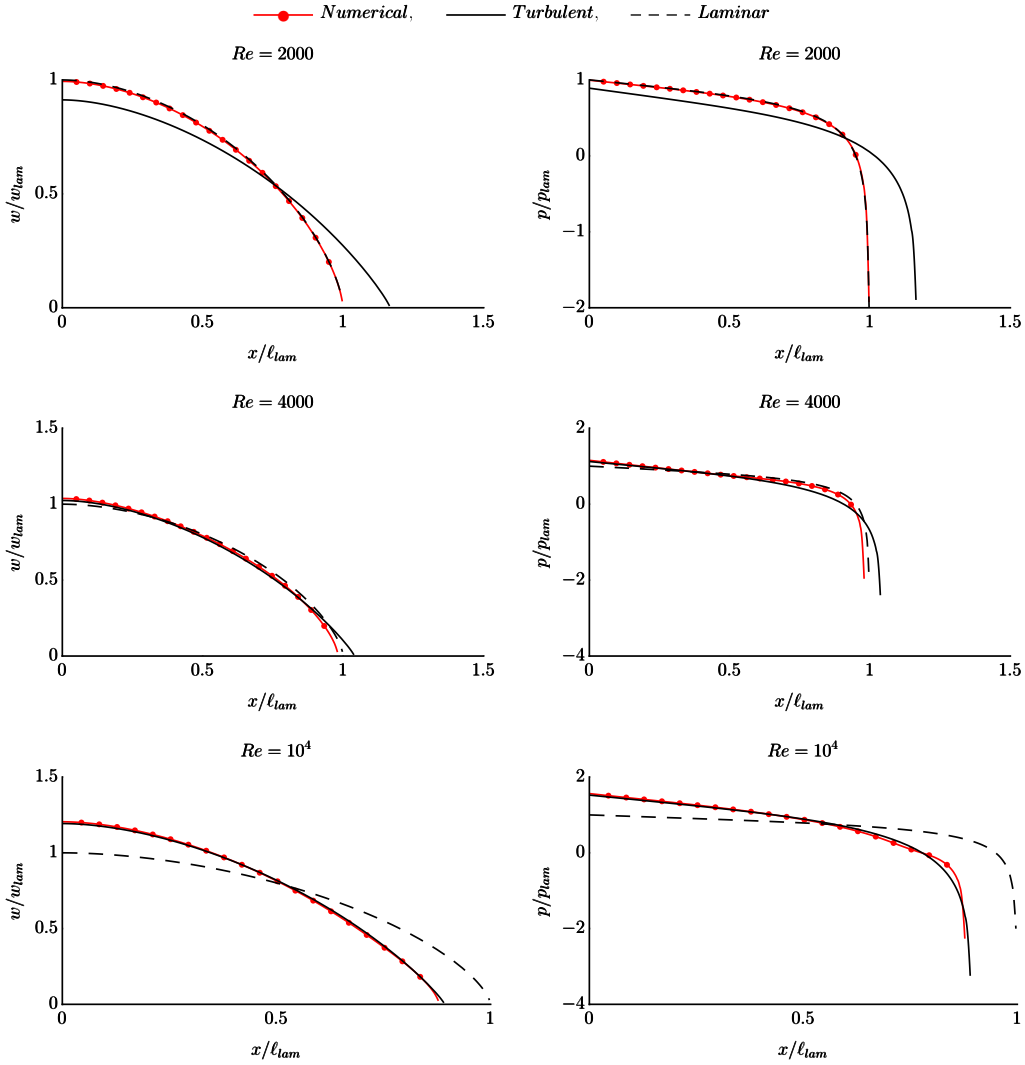 Numerical, Turbulent, Laminar
Re = 2000
w/w_lam
1
0.5
0
0 0.5 1 1.5
x/ℓ_lam
Re = 2000
p/p_lam
1
0
−1
−2
0 0.5 1 1.5
x/ℓ_lam
Re = 4000
w/w_lam
1.5
1
0.5
0
0 0.5 1 1.5
x/ℓ_lam
Re = 4000
p/p_lam
2
0
−2
−4
0 0.5 1 1.5
x/ℓ_lam
Re = 10⁴
w/w_lam
1.5
1
0.5
0
0 0.5 1
x/ℓ_lam
Re = 10⁴
p/p_lam
2
0
−2
−4
0 0.5 1
x/ℓ_lam